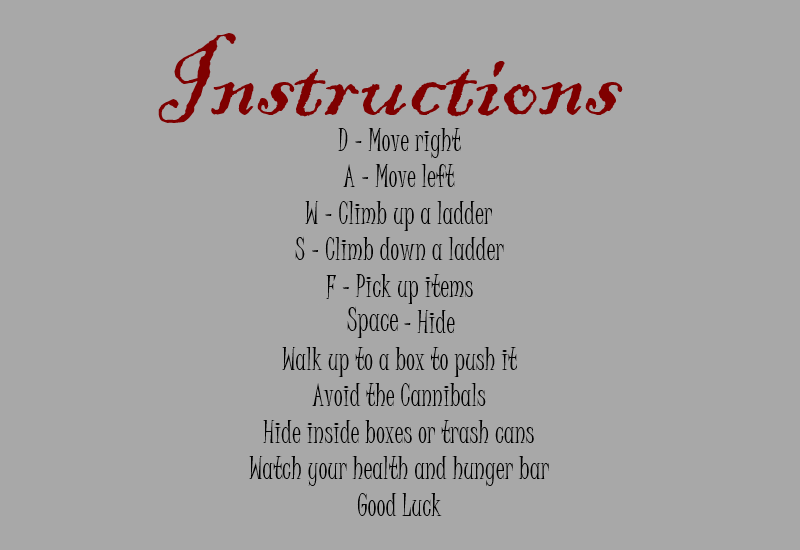 Instructions
D - Move right
A - Move left
W - Climb up a ladder
S - Climb down a ladder
F - Pick up items
Space - Hide
Walk up to a box to push it
Avoid the Cannibals
Hide inside boxes or trash cans
Watch your health and hunger bar
Good Luck